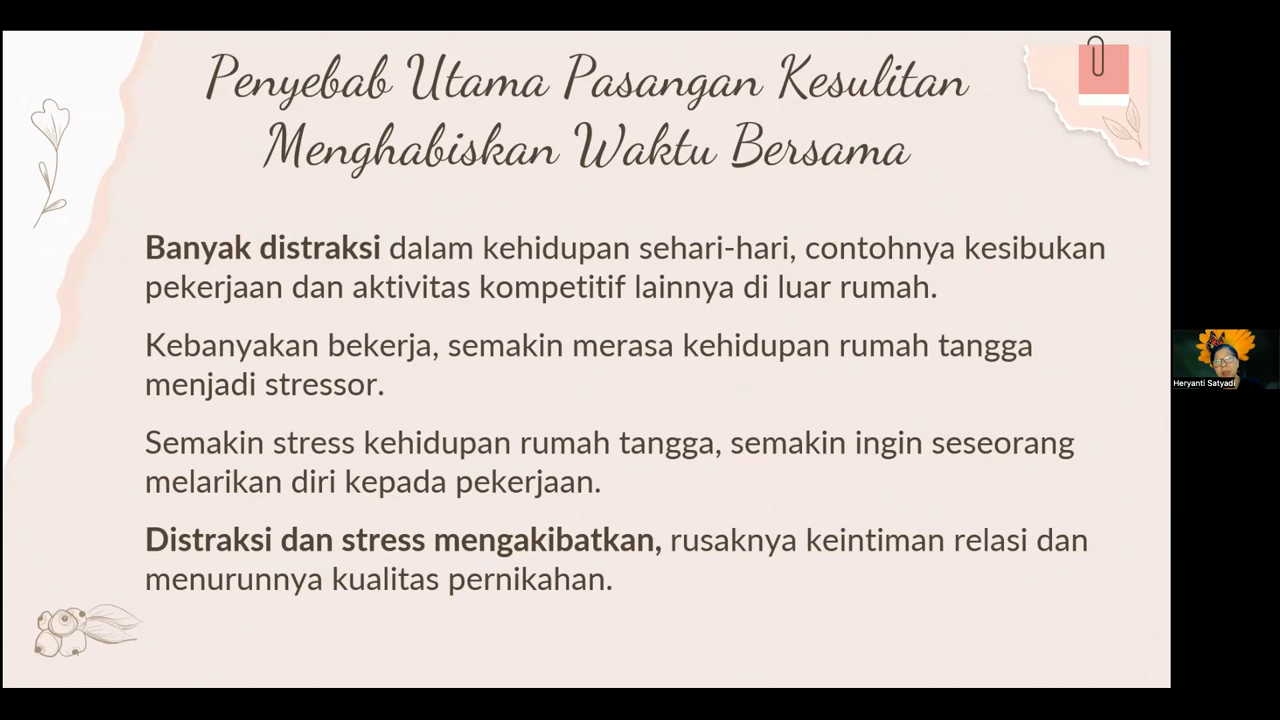 Penyebab Utama Pasangan Kesulitan
Menghabiskan Waktu Bersama
Banyak distraksi dalam kehidupan sehari-hari, contohnya kesibukan
pekerjaan dan aktivitas kompetitif lainnya di luar rumah.
Kebanyakan bekerja, semakin merasa kehidupan rumah tangga
menjadi stressor.
Semakin stress kehidupan rumah tangga, semakin ingin seseorang
melarikan diri kepada pekerjaan.
Distraksi dan stress mengakibatkan, rusaknya keintiman relasi dan
menurunnya kualitas pernikahan.
Heryanti Satyadi